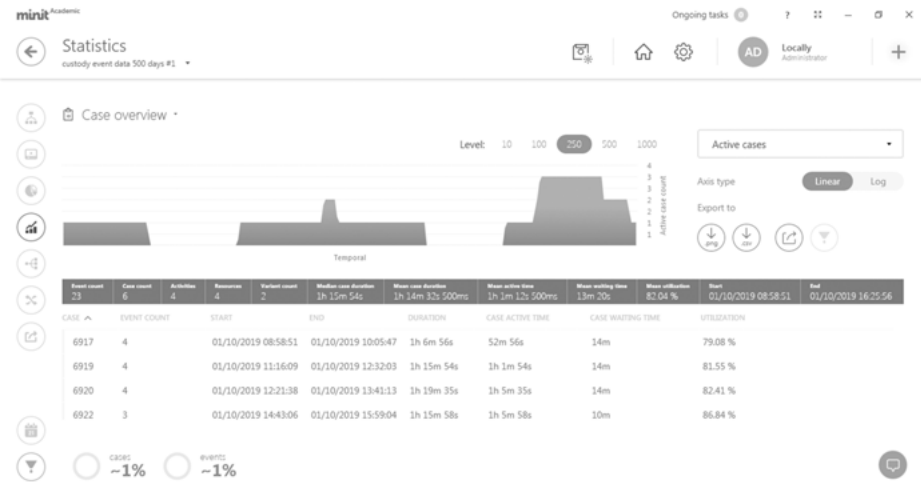 minit Academic
Ongoing tasks 0 ?
Statistics
custody event data 500 days #1
AD Locally
Administrator
Case overview
Level: 10 100 250 500 1000
Active cases
4
3
3
2
2
1
1
Active case count
Temporal
Axis type Linear Log
Export to
.png .csv
Event count Case count Activities Resources Variant count Median case duration Mean case duration Mean active time Mean waiting time Mean utilization Start End
23 6 4 4 2 1h 15m 54s 1h 14m 32s 500ms 1h 1m 12s 500ms 13m 20s 82.04 % 01/10/2019 08:58:51 01/10/2019 16:25:56
CASE EVENT COUNT START END DURATION CASE ACTIVE TIME CASE WAITING TIME UTILIZATION
6917 4 01/10/2019 08:58:51 01/10/2019 10:05:47 1h 6m 56s 52m 56s 14m 79.08 %
6919 4 01/10/2019 11:16:09 01/10/2019 12:32:03 1h 15m 54s 1h 1m 54s 14m 81.55 %
6920 4 01/10/2019 12:21:38 01/10/2019 13:41:13 1h 19m 35s 1h 5m 35s 14m 82.41 %
6922 3 01/10/2019 14:43:06 01/10/2019 15:59:04 1h 15m 58s 1h 5m 58s 10m 86.84 %
cases events
~1% ~1%